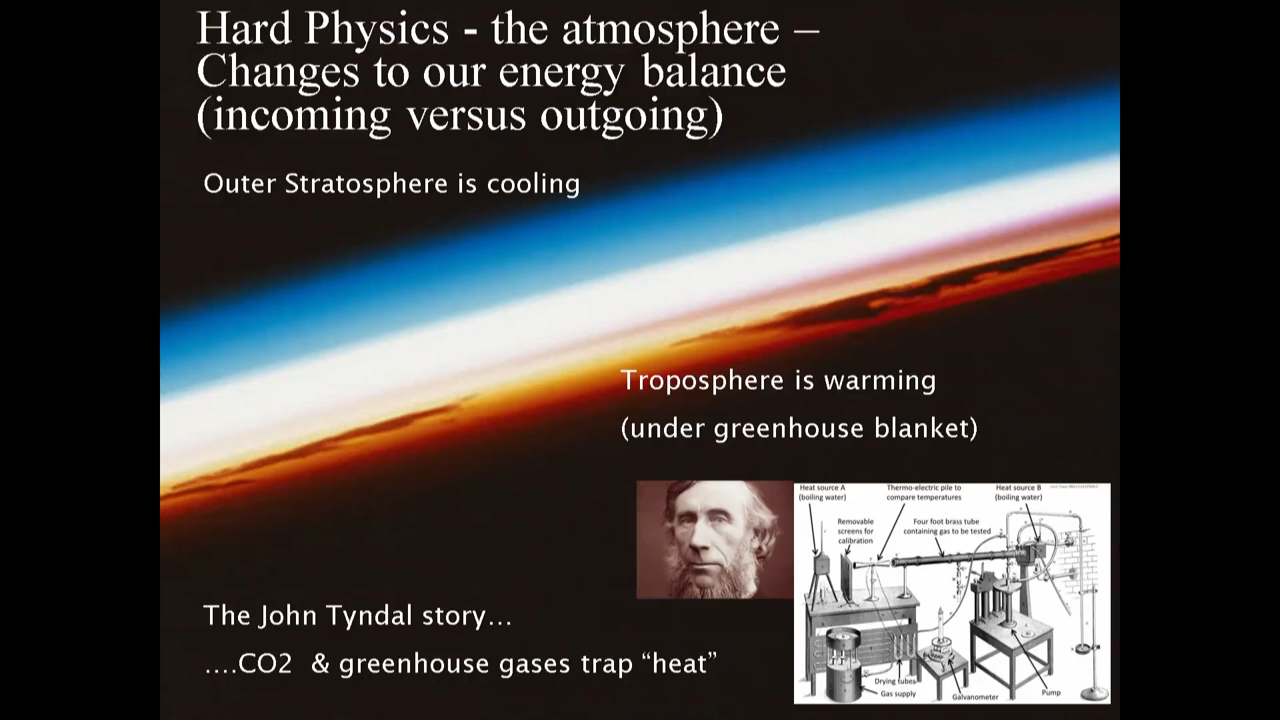 Hard Physics - the atmosphere –
Changes to our energy balance
(incoming versus outgoing)
Outer Stratosphere is cooling
Troposphere is warming
(under greenhouse blanket)
Heat source A
(boiling water)
Thermo-electric pile to
compare temperatures
Heat source B
(boiling water)
Removable
screens for
calibration
Four foot brass tube
containing gas to be tested
Drying tubes
Gas supply
Galvanometer
Pump
The John Tyndal story...
....CO2 & greenhouse gases trap “heat”